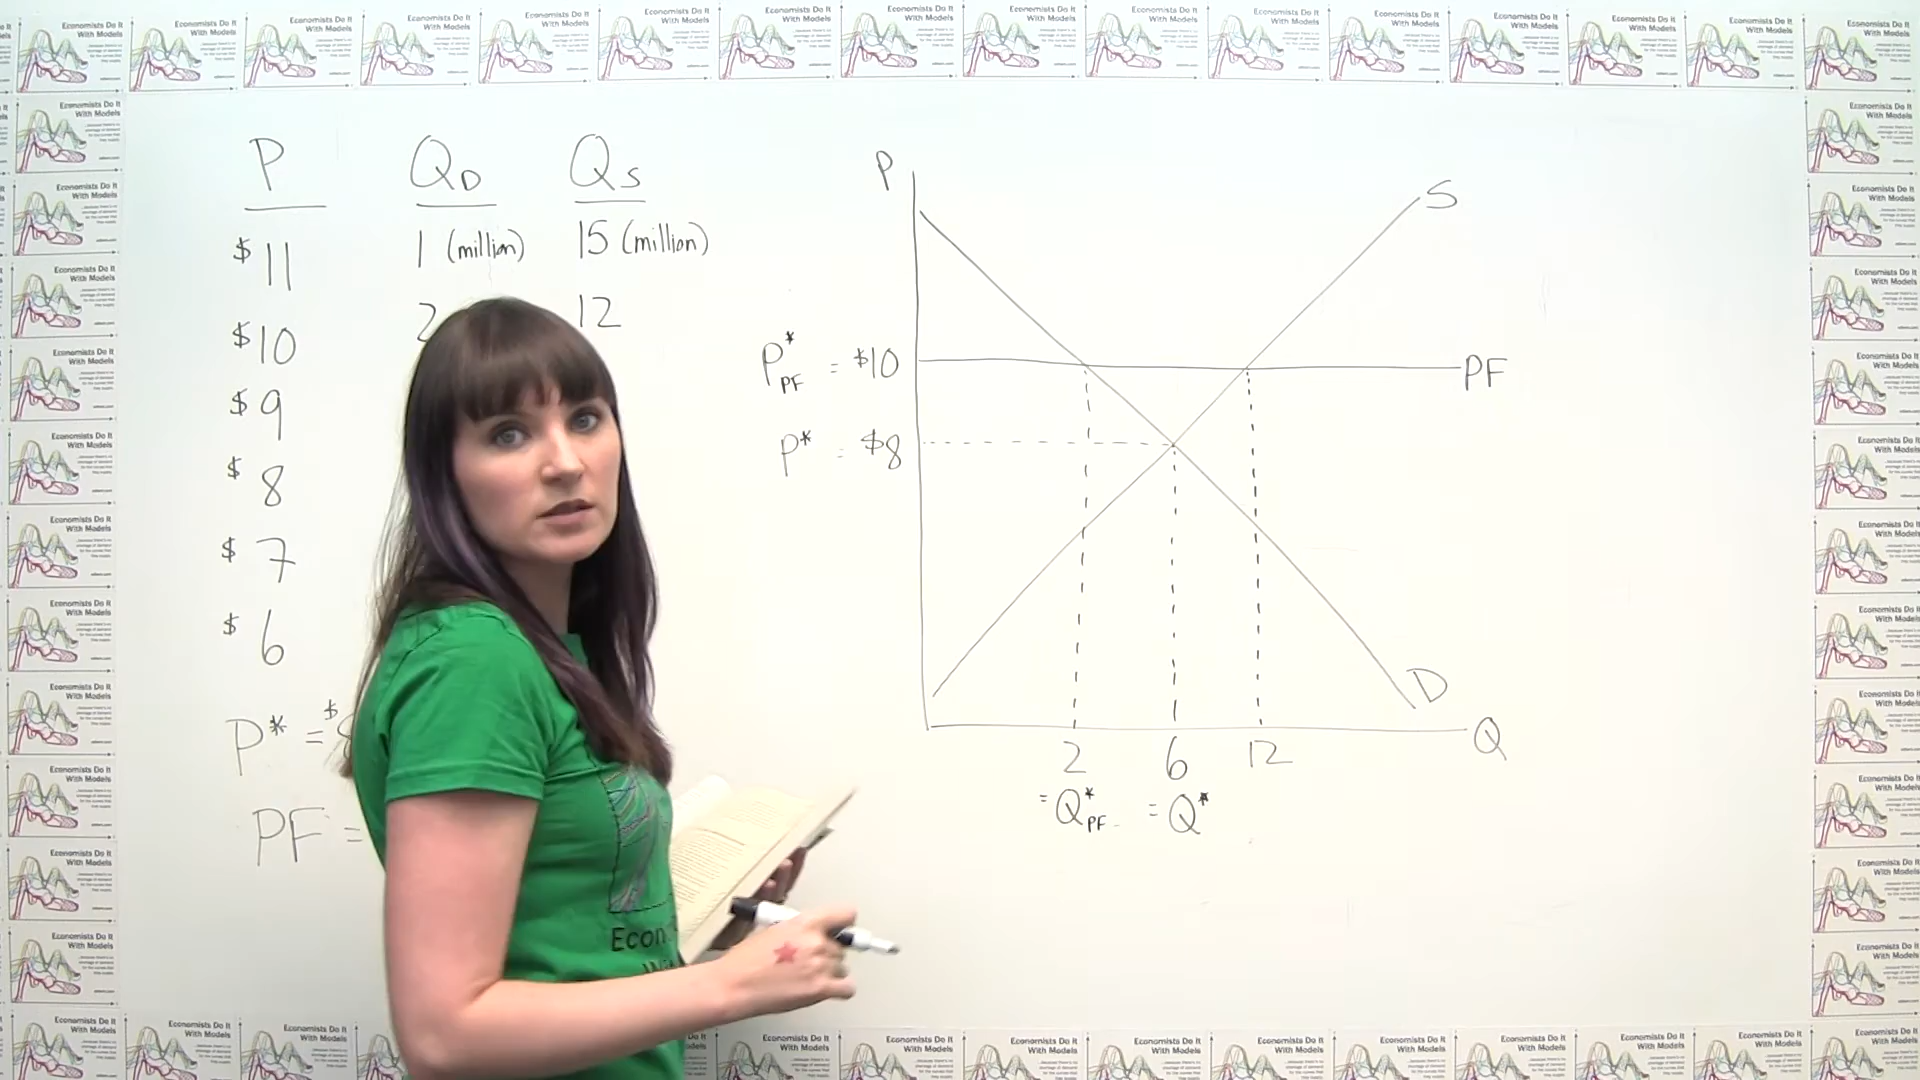 Economists Do It
With Models
P QD QS
$11 1 (million) 15 (million)
$10 2 12
$9
$8
$7
$6
P* = $
PF =
P
S
P*PF = $10
PF
P* = $8
D
Q
2 6 12
= Q*PF = Q*
Econ